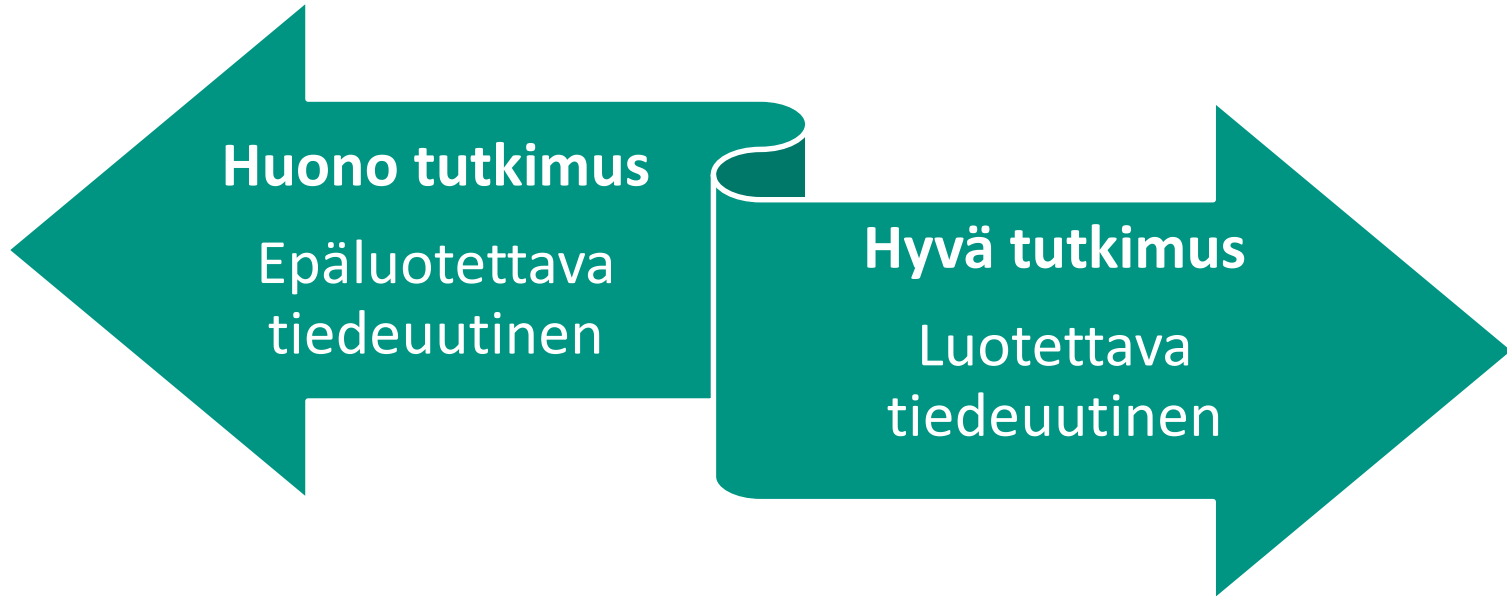 Huono tutkimus
Epäluotettava
tiedeuutinen
Hyvä tutkimus
Luotettava
tiedeuutinen